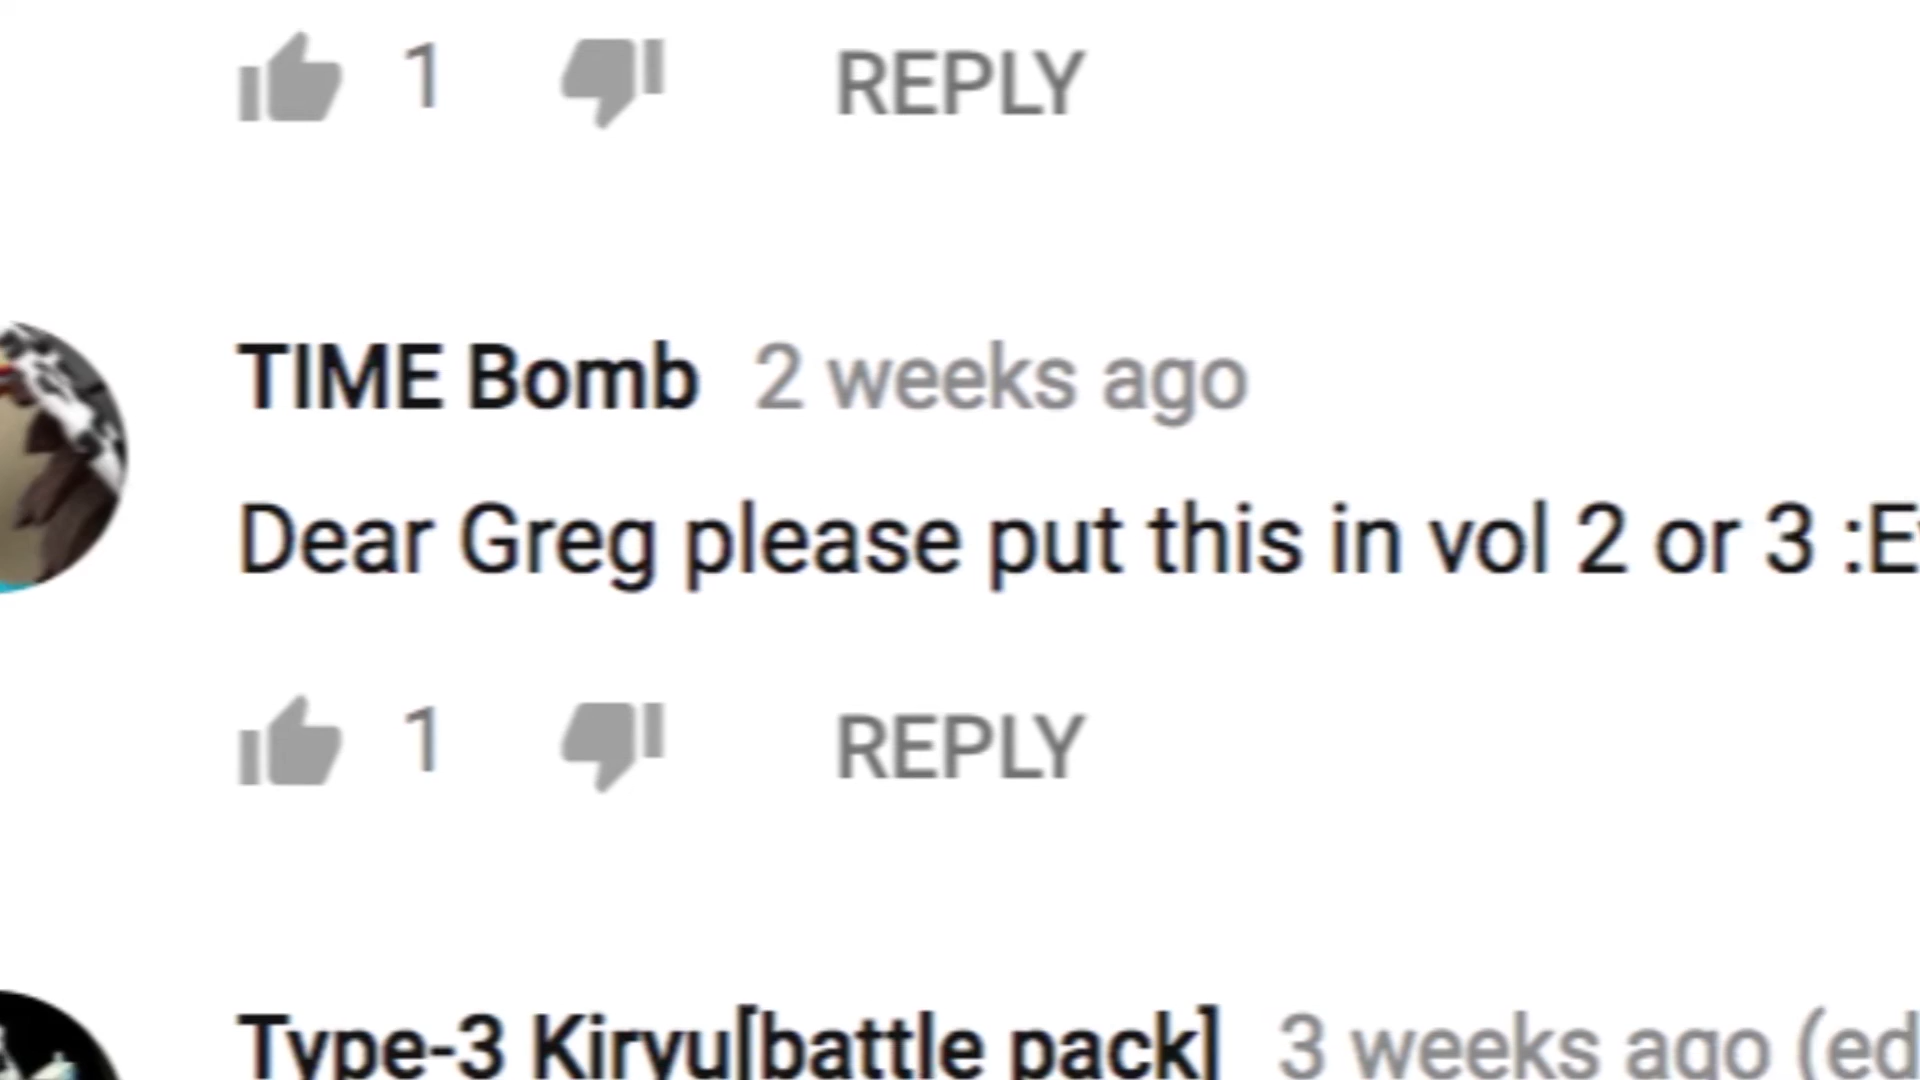 1 REPLY
TIME Bomb 2 weeks ago
Dear Greg please put this in vol 2 or 3
1 REPLY
Type-3 Kiryu[battle pack] 3 weeks ago